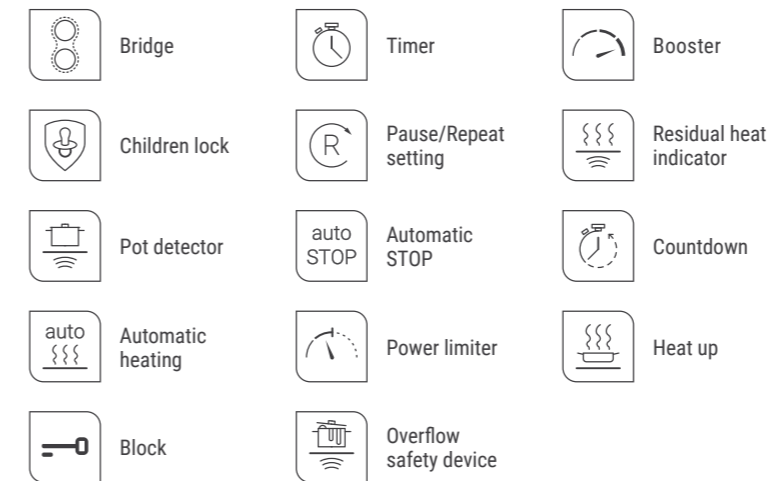 Bridge
Timer
Booster
Children lock
R
Pause/Repeat
setting
Residual heat
indicator
Pot detector
auto
STOP
Automatic
STOP
Countdown
auto
Automatic
heating
Power limiter
Heat up
Block
Overflow
safety device